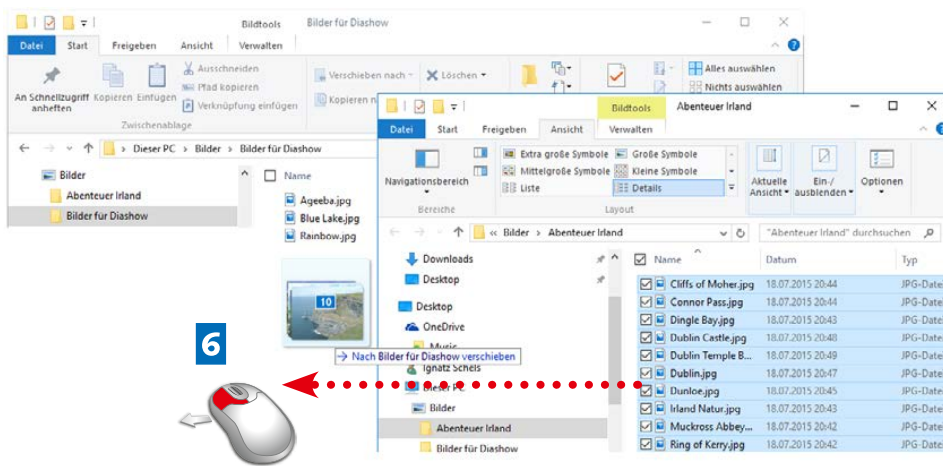 Bildtools Bilder für Diashow
Datei Start Freigeben Ansicht Verwalten
An Schnellzugriff anheften
Kopieren Einfügen
Ausschneiden
Pfad kopieren
Verknüpfung einfügen
Zwischenablage
Verschieben nach
Löschen
Kopieren n
Alles auswählen
Nichts auswählen
Dieser PC > Bilder > Bilder für Diashow
Bilder
Abenteuer Irland
Bilder für Diashow
Name
Ageeba.jpg
Blue Lake.jpg
Rainbow.jpg
10
6
→ Nach Bilder für Diashow verschieben
Bildtools Abenteuer Irland
Datei Start Freigeben Ansicht Verwalten
Navigationsbereich
Bereiche
Extra große Symbole Große Symbole
Mittelgroße Symbole Kleine Symbole
Liste Details
Layout
Aktuelle Ansicht
Ein-/ausblenden
Optionen
« Bilder > Abenteuer Irland
"Abenteuer Irland" durchsuchen
Downloads
Desktop
Desktop
OneDrive
Music
Ignatz Schels
Dieser PC
Bilder
Abenteuer Irland
Bilder für Diashow
Name Datum Typ
Cliffs of Moher.jpg 18.07.2015 20:44 JPG-Datei
Connor Pass.jpg 18.07.2015 20:44 JPG-Datei
Dingle Bay.jpg 18.07.2015 20:43 JPG-Datei
Dublin Castle.jpg 18.07.2015 20:48 JPG-Datei
Dublin Temple B... 18.07.2015 20:49 JPG-Datei
Dublin.jpg 18.07.2015 20:47 JPG-Datei
Dunloe.jpg 18.07.2015 20:45 JPG-Datei
Irland Natur.jpg 18.07.2015 20:43 JPG-Datei
Muckross Abbey... 18.07.2015 20:42 JPG-Datei
Ring of Kerry.jpg 18.07.2015 20:42 JPG-Datei